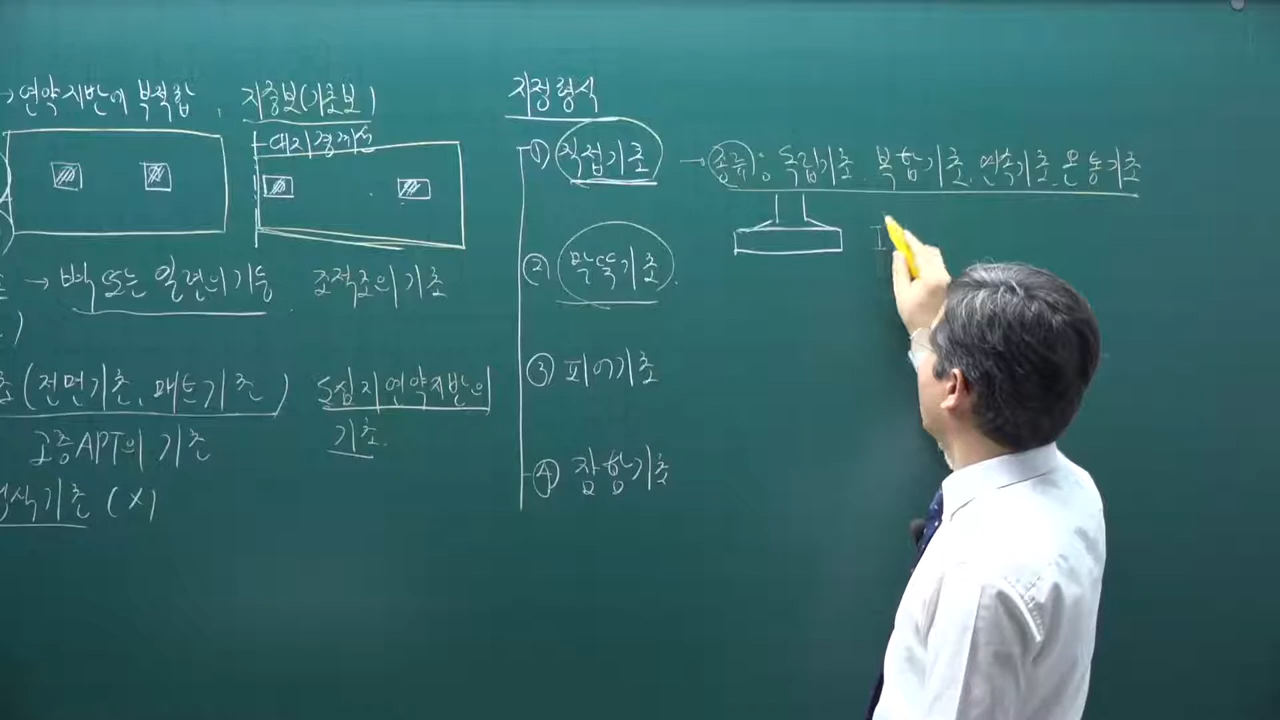 →연약지반에 부적합, 지중보(기초보)
대지경계선
→ 벽 또는 일련의 기둥 조적조의 기초
(전면기초, 매트기초) 도심지 연약지반의
기초.
고층APT의 기초
기초 (X)
지정형식
① 직접기초 → 종류: 독립기초. 복합기초. 연속기초. 온통기초
② 말뚝기초.
③ 피어기초
④ 잠함기초